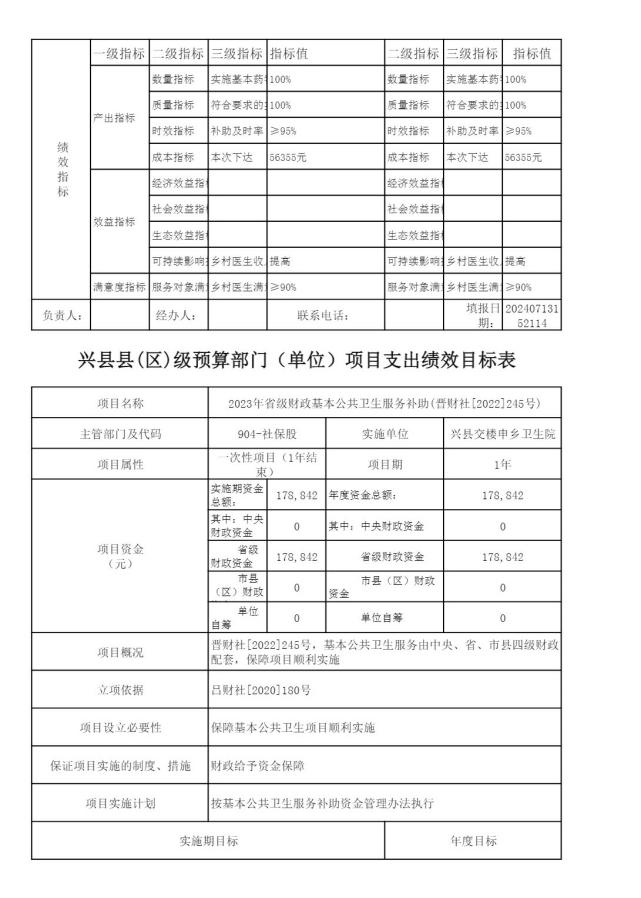 一级指标 二级指标 三级指标 指标值 二级指标 三级指标 指标值
绩效指标
产出指标
数量指标 实施基本药 100% 数量指标 实施基本药 100%
质量指标 符合要求的 100% 质量指标 符合要求的 100%
时效指标 补助及时率 ≥95% 时效指标 补助及时率 ≥95%
成本指标 本次下达 56355元 成本指标 本次下达 56355元
效益指标
经济效益指 经济效益指
社会效益指 社会效益指
生态效益指 生态效益指
可持续影响 乡村医生收 提高 可持续影响 乡村医生收 提高
满意度指标 服务对象满 乡村医生满 ≥90% 服务对象满 乡村医生满 ≥90%
负责人： 经办人： 联系电话： 填报日期： 20240713152114
兴县县(区)级预算部门（单位）项目支出绩效目标表
项目名称 2023年省级财政基本公共卫生服务补助(晋财社[2022]245号)
主管部门及代码 904-社保股 实施单位 兴县交楼申乡卫生院
项目属性 一次性项目（1年结束） 项目期 1年
项目资金
（元）
实施期资金总额： 178,842 年度资金总额： 178,842
其中：中央财政资金 0 其中：中央财政资金 0
省级财政资金 178,842 省级财政资金 178,842
市县（区）财政 0 市县（区）财政资金 0
单位自筹 0 单位自筹 0
项目概况 晋财社[2022]245号，基本公共卫生服务由中央、省、市县四级财政
配套，保障项目顺利实施
立项依据 吕财社[2020]180号
项目设立必要性 保障基本公共卫生项目顺利实施
保证项目实施的制度、措施 财政给予资金保障
项目实施计划 按基本公共卫生服务补助资金管理办法执行
实施期目标 年度目标